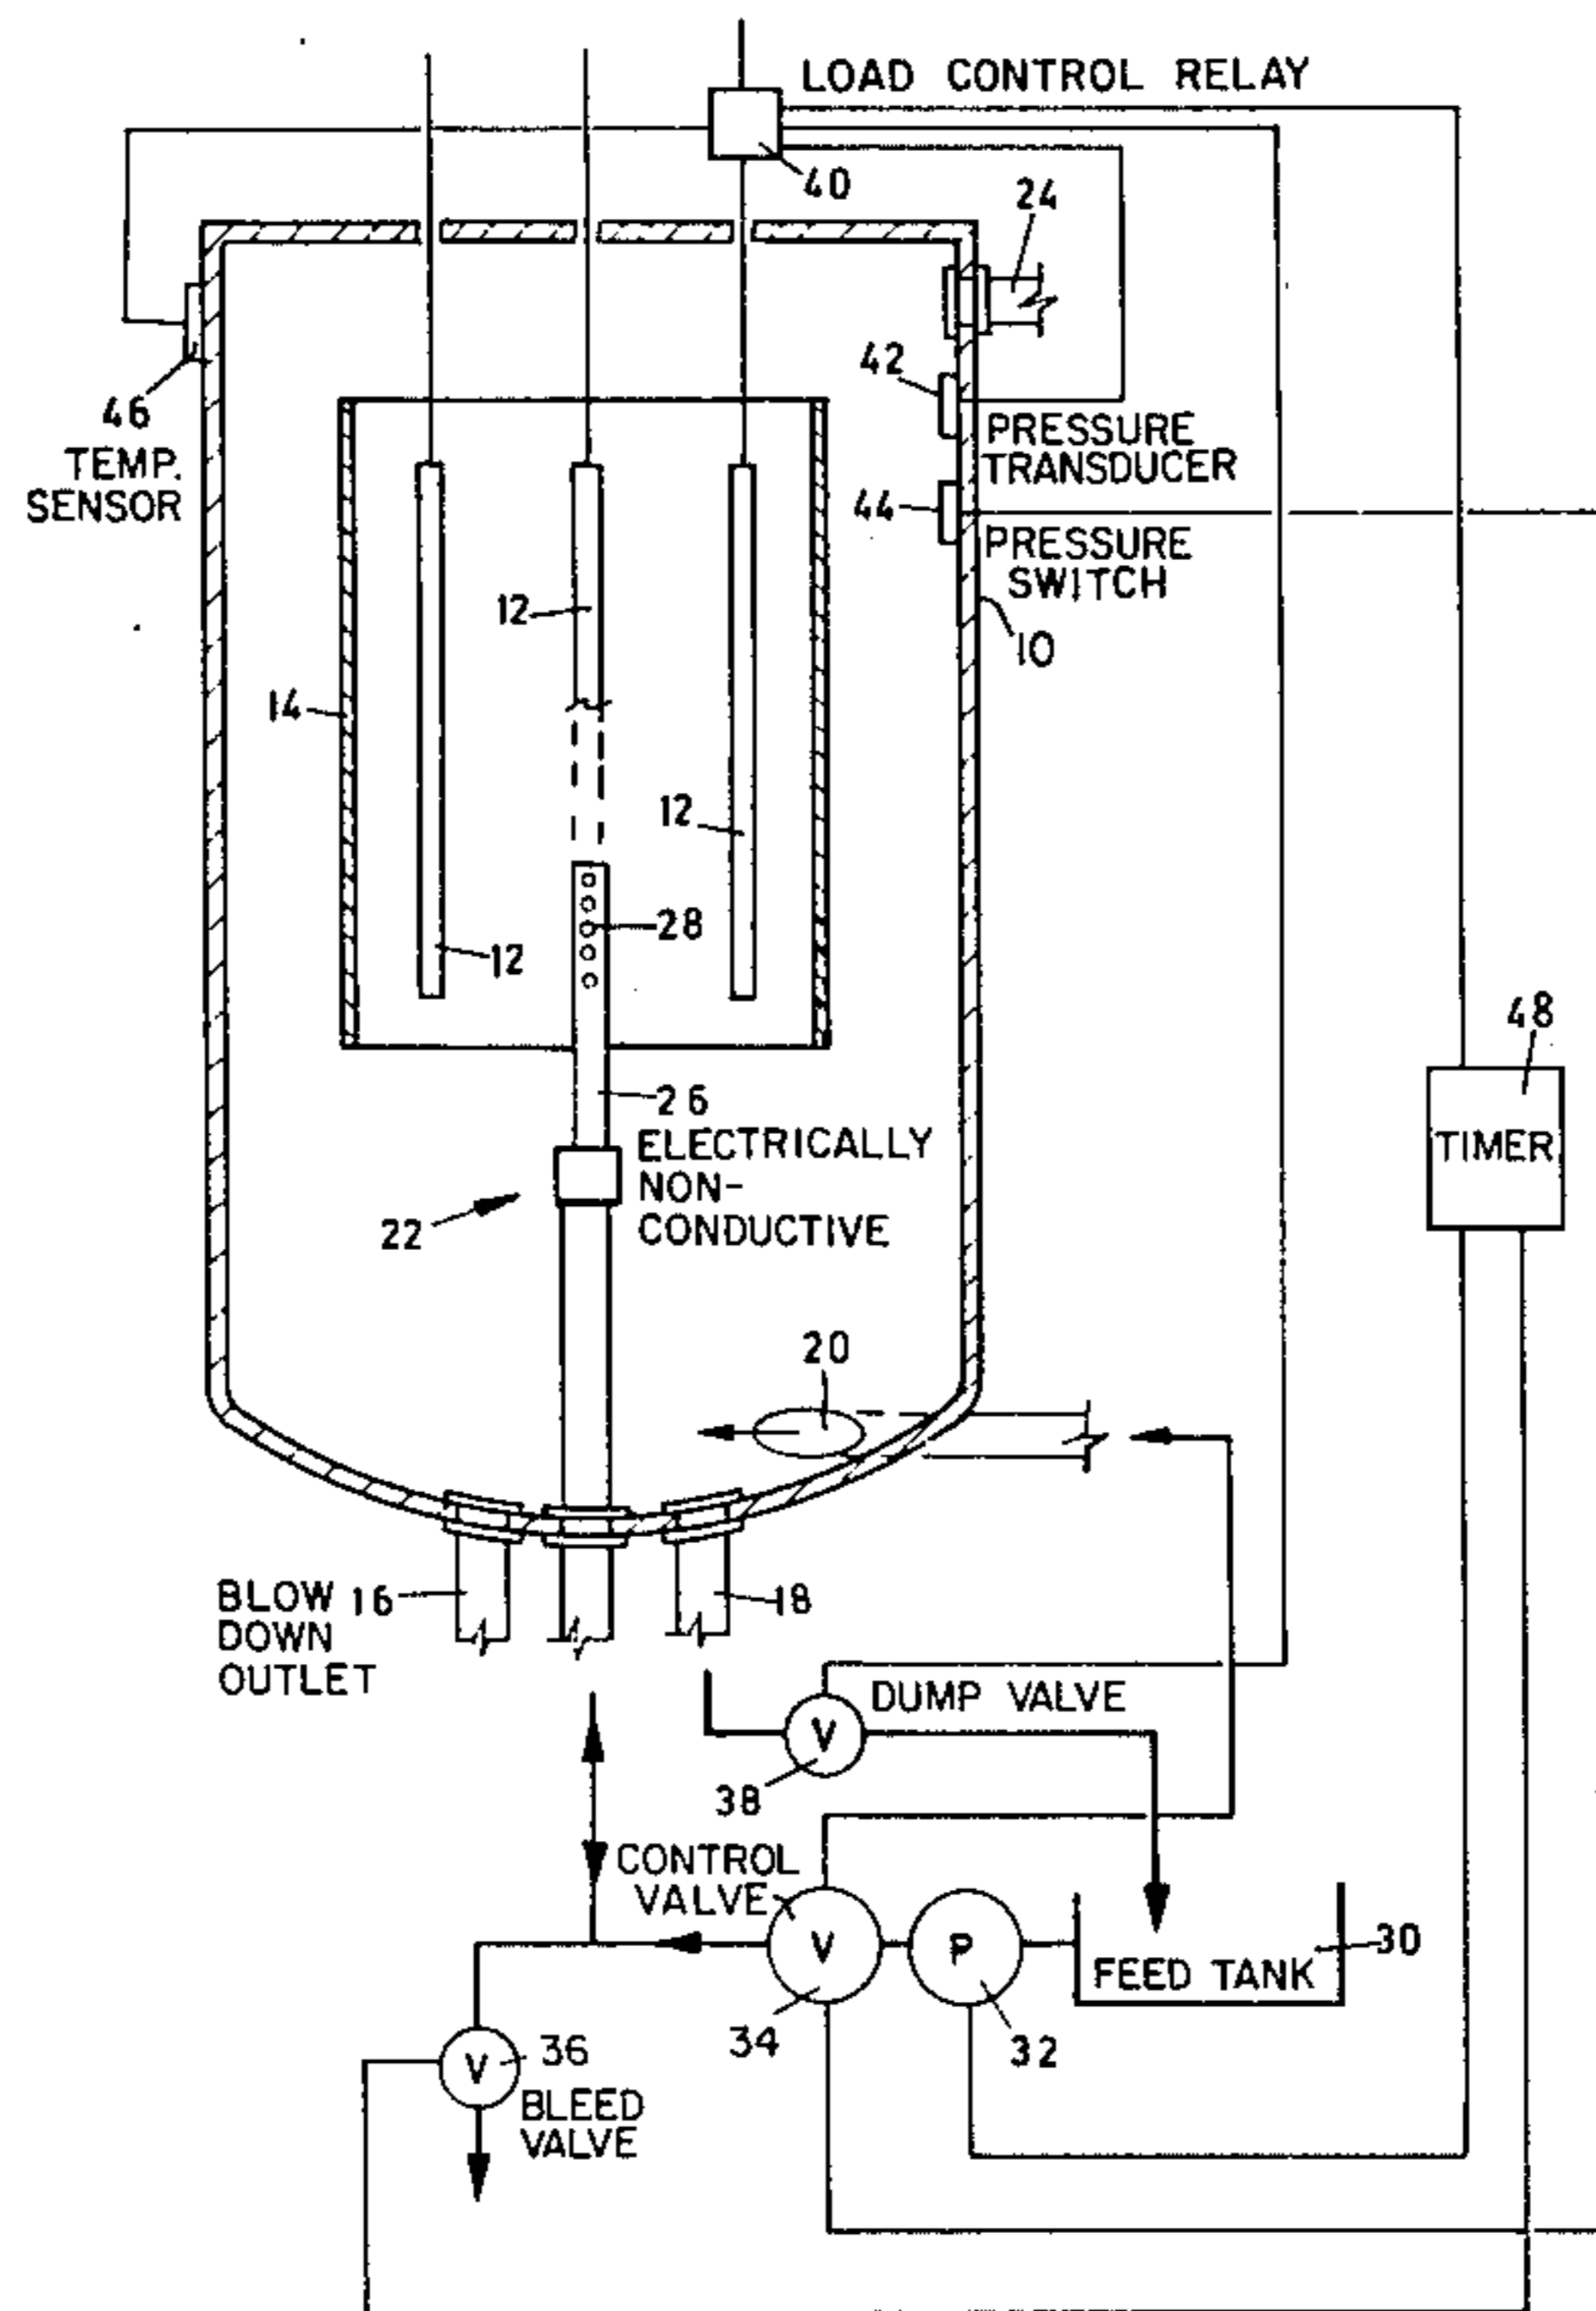 LOAD CONTROL RELAY
40
24
42
46
TEMP.
SENSOR
PRESSURE
TRANSDUCER
44
PRESSURE
SWITCH
12
10
14
12
28
12
48
TIMER
26
ELECTRICALLY
NON-
CONDUCTIVE
22
20
BLOW 16
DOWN
OUTLET
18
DUMP VALVE
V
38
CONTROL
VALVE
V
P
FEED TANK
30
34
32
V
36
BLEED
VALVE